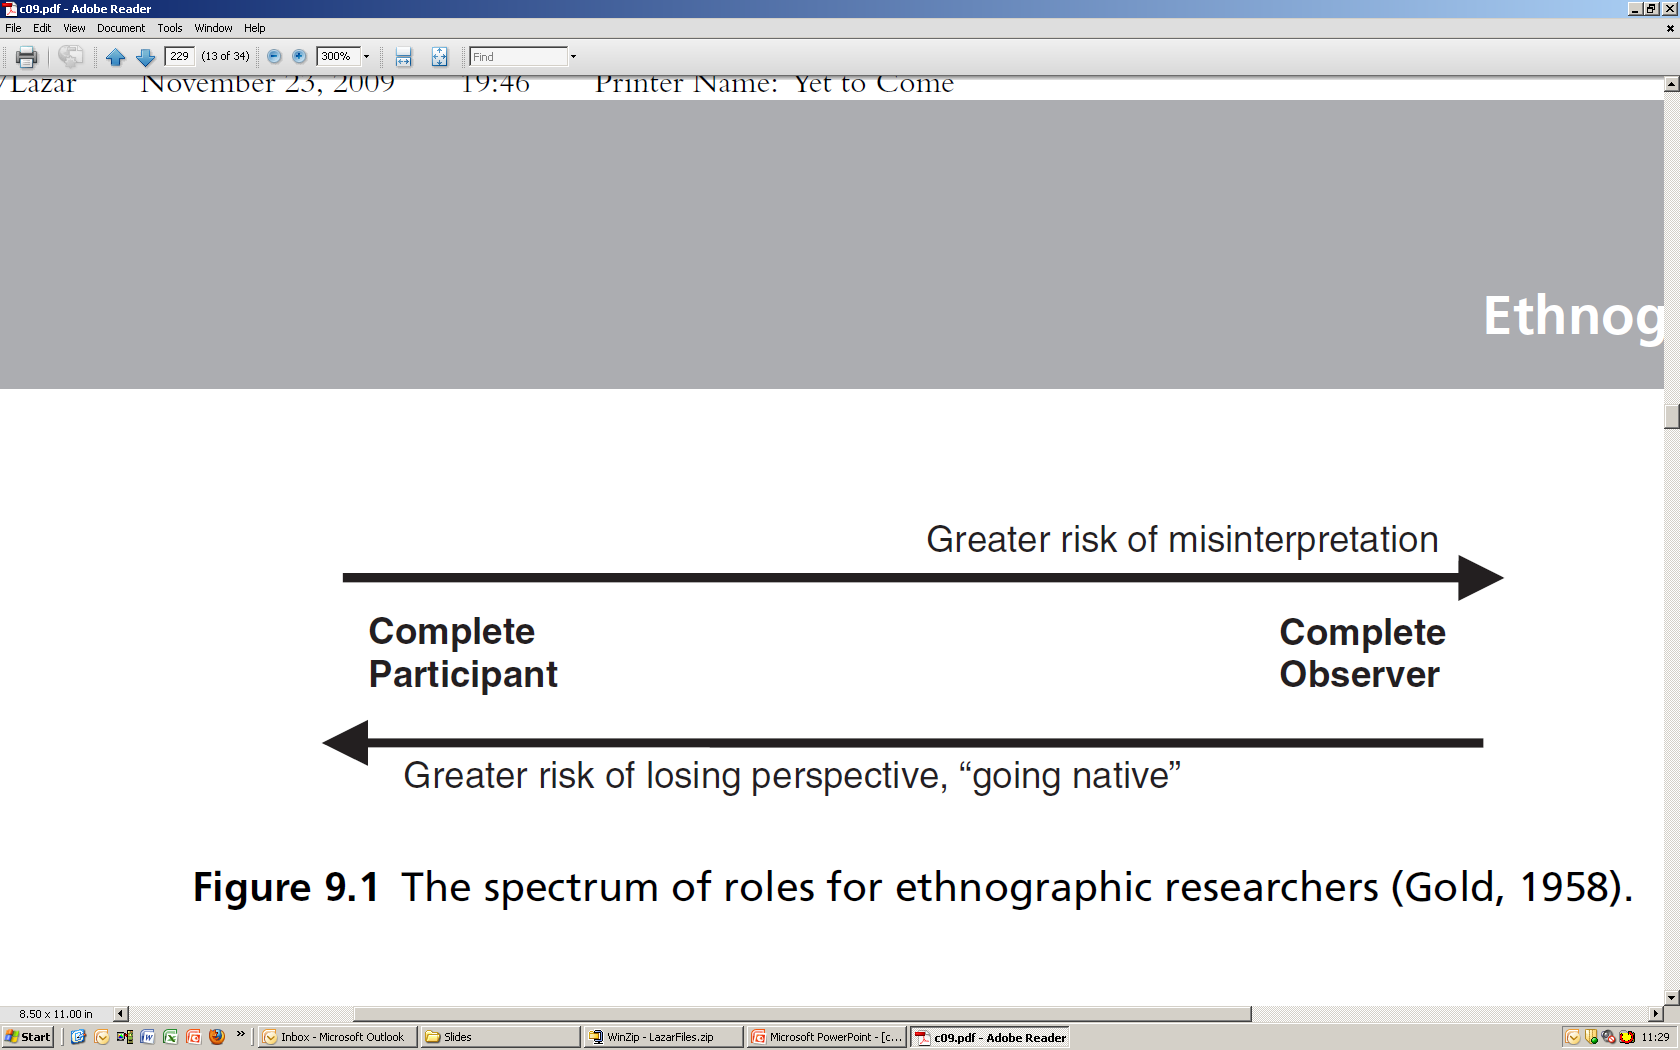 c09.pdf - Adobe Reader
File Edit View Document Tools Window Help
229 (13 of 34) 300% Find
/Lazar November 23, 2009 19:46 Printer Name: Yet to Come
Ethnog
Greater risk of misinterpretation
Complete Participant
Complete Observer
Greater risk of losing perspective, “going native”
Figure 9.1 The spectrum of roles for ethnographic researchers (Gold, 1958).
8.50 x 11.00 in
Start » Inbox - Microsoft Outlook Slides WinZip - LazarFiles.zip Microsoft PowerPoint - [c... c09.pdf - Adobe Reader 11:29